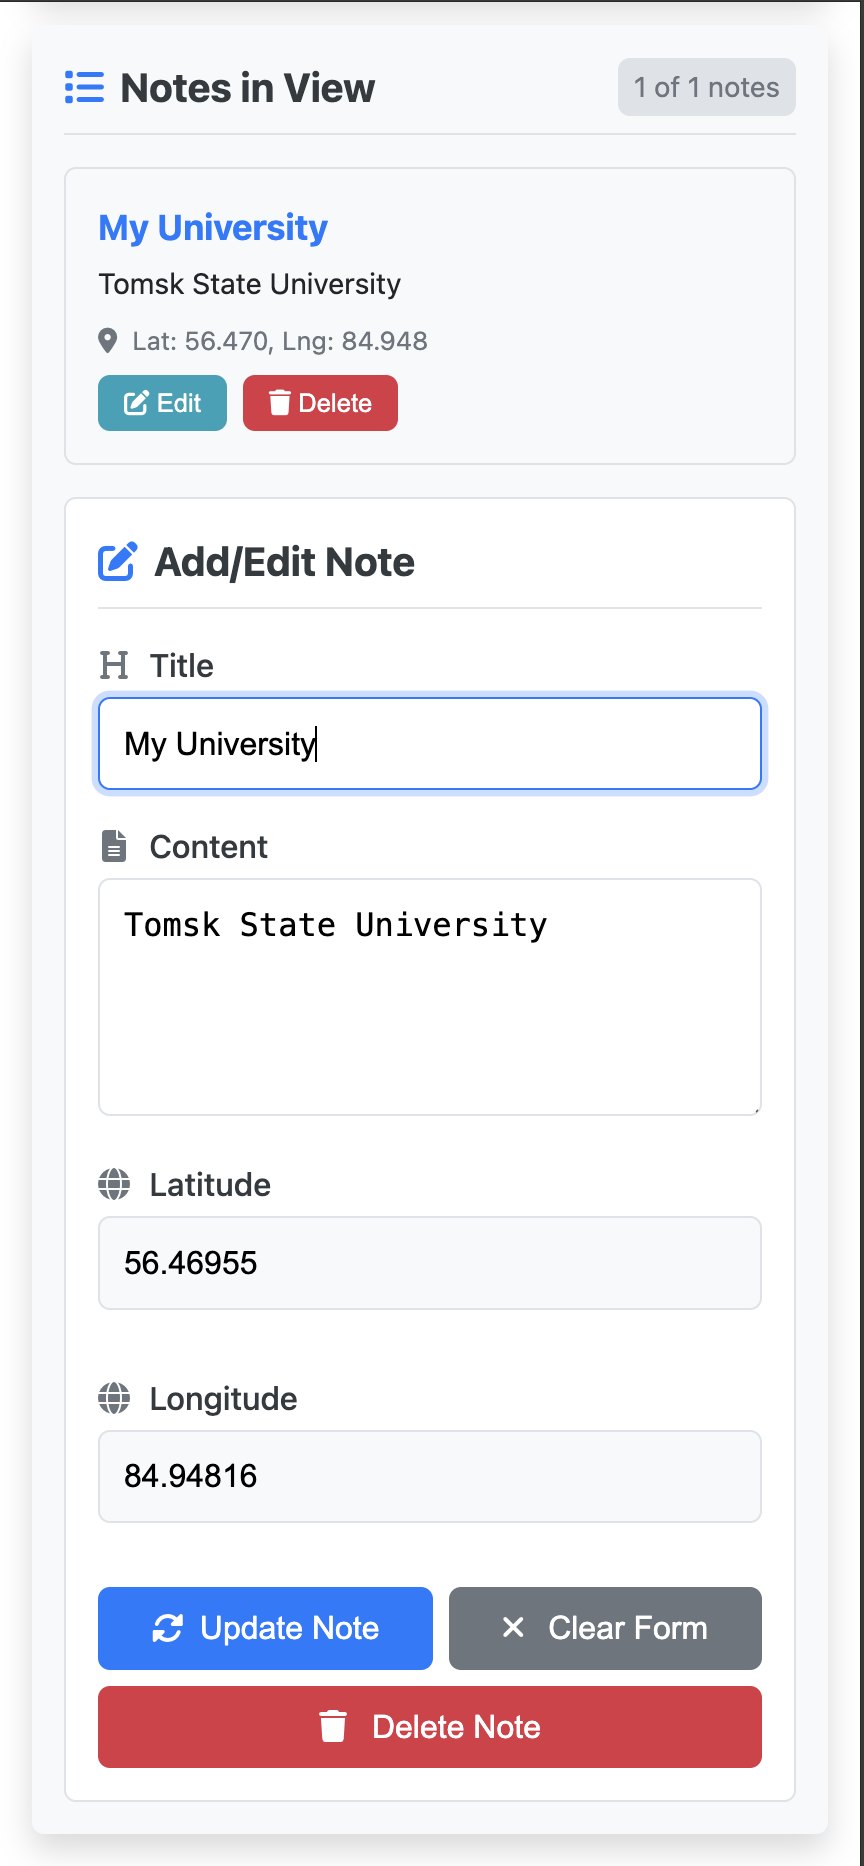 Notes in View
1 of 1 notes
My University
Tomsk State University
Lat: 56.470, Lng: 84.948
Edit
Delete
Add/Edit Note
Title
My University
Content
Tomsk State University
Latitude
56.46955
Longitude
84.94816
Update Note
Clear Form
Delete Note